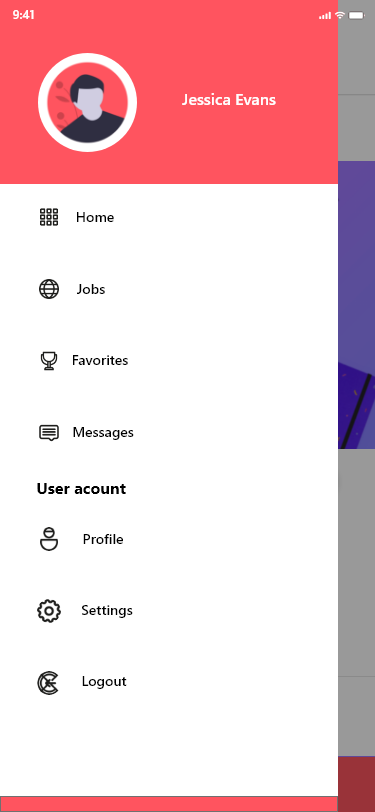 9:41
Jessica Evans
Home
Jobs
Favorites
Messages
User acount
Profile
Settings
Logout